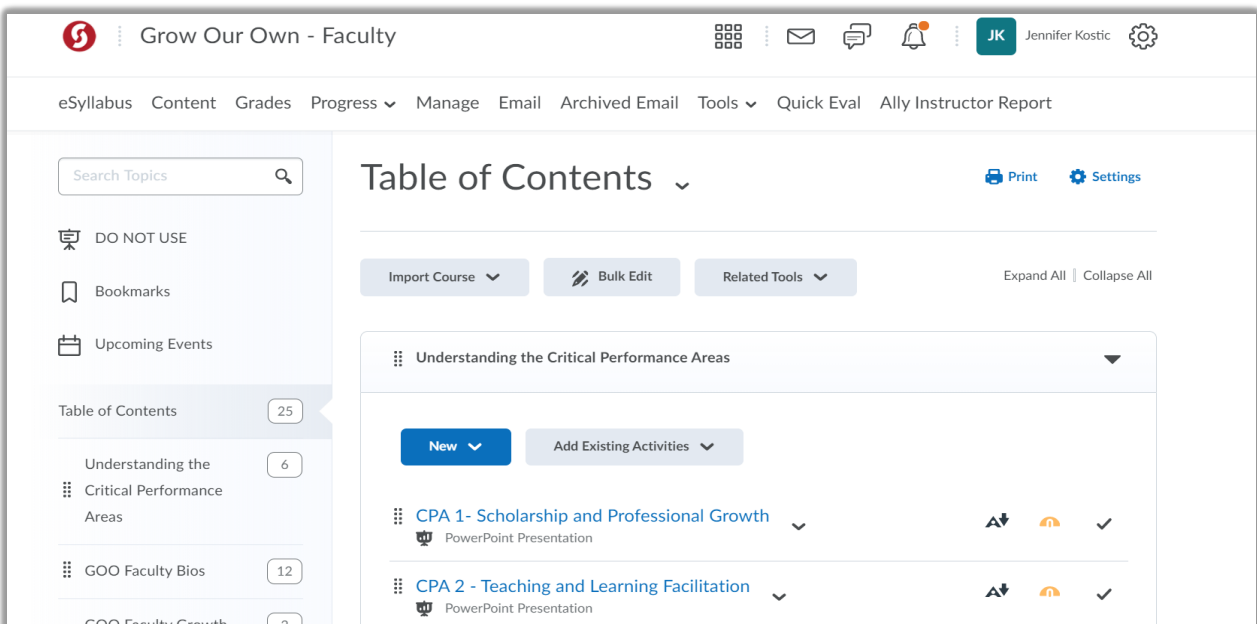 Grow Our Own - Faculty
JK Jennifer Kostic
eSyllabus Content Grades Progress Manage Email Archived Email Tools Quick Eval Ally Instructor Report
Search Topics
DO NOT USE
Bookmarks
Upcoming Events
Table of Contents 25
Understanding the 6
Critical Performance
Areas
GOO Faculty Bios 12
GOO Faculty Growth
Table of Contents
Print Settings
Import Course Bulk Edit Related Tools Expand All | Collapse All
Understanding the Critical Performance Areas
New Add Existing Activities
CPA 1- Scholarship and Professional Growth
PowerPoint Presentation
CPA 2 - Teaching and Learning Facilitation
PowerPoint Presentation